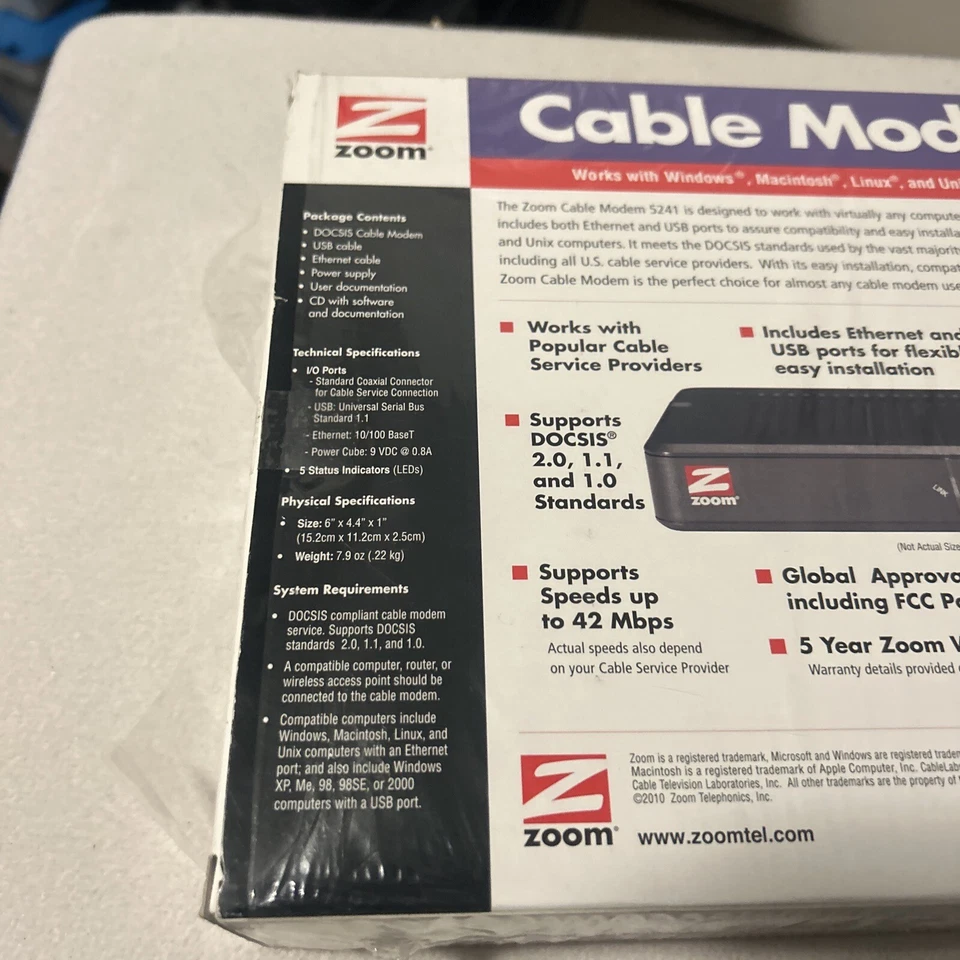 Z
zoom®
Cable Mod
Works with Windows®, Macintosh®, Linux®, and Un
Package Contents
• DOCSIS Cable Modem
• USB cable
• Ethernet cable
• Power supply
• User documentation
• CD with software
and documentation
Technical Specifications
• I/O Ports
- Standard Coaxial Connector
for Cable Service Connection
- USB: Universal Serial Bus
Standard 1.1
- Ethernet: 10/100 BaseT
- Power Cube: 9 VDC @ 0.8A
• 5 Status Indicators (LEDs)
Physical Specifications
• Size: 6" x 4.4" x 1"
(15.2cm x 11.2cm x 2.5cm)
• Weight: 7.9 oz (.22 kg)
System Requirements
• DOCSIS compliant cable modem
service. Supports DOCSIS
standards 2.0, 1.1, and 1.0.
• A compatible computer, router, or
wireless access point should be
connected to the cable modem.
• Compatible computers include
Windows, Macintosh, Linux, and
Unix computers with an Ethernet
port; and also include Windows
XP, Me, 98, 98SE, or 2000
computers with a USB port.
The Zoom Cable Modem 5241 is designed to work with virtually any compute
includes both Ethernet and USB ports to assure compatibility and easy installa
and Unix computers. It meets the DOCSIS standards used by the vast majorit
including all U.S. cable service providers. With its easy installation, compat
Zoom Cable Modem is the perfect choice for almost any cable modem use
Works with
Popular Cable
Service Providers
Includes Ethernet and
USB ports for flexib
easy installation
Supports
DOCSIS®
2.0, 1.1,
and 1.0
Standards
Z
zoom®
Link
(Not Actual Size
Supports
Speeds up
to 42 Mbps
Actual speeds also depend
on your Cable Service Provider
Global Approva
including FCC Pa
5 Year Zoom W
Warranty details provided
Z
zoom®
Zoom is a registered trademark, Microsoft and Windows are registered trader
Macintosh is a registered trademark of Apple Computer, Inc. CableLab
Cable Television Laboratories, Inc. All other trademarks are the property of
©2010 Zoom Telephonics, Inc.
www.zoomtel.com